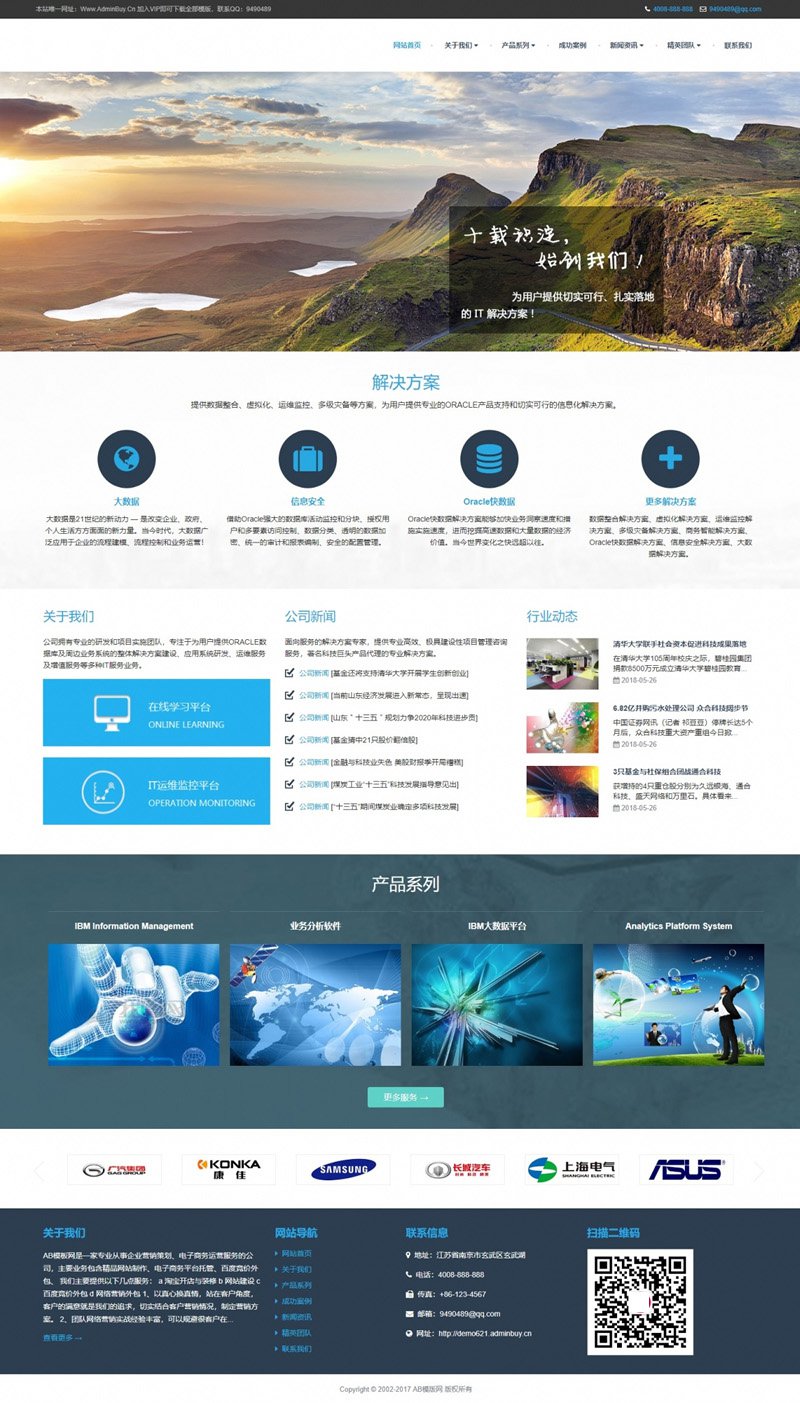 本站唯一网址：Www.AdminBuy.Cn 加入VIP即可下载全部模版，联系QQ：9490489
4008-888-888 9490489@qq.com
网站首页 关于我们 产品系列 成功案例 新闻资讯 精英团队 联系我们
十载积淀，
始创我们！
为用户提供切实可行、扎实落地
的 IT 解决方案！
解决方案
提供数据整合、虚拟化、运维监控、多级灾备等方案，为用户提供专业的ORACLE产品支持和切实可行的信息化解决方案。
大数据
大数据是21世纪的新动力 — 是改变企业、政府、
个人生活方方面面的新力量。当今时代，大数据广
泛应用于企业的流程建模、流程控制和业务运营！
信息安全
借助Oracle强大的数据库活动监控和分块、授权用
户和多要素访问控制、数据分类、透明的数据加
密、统一的审计和报表编制、安全的配置管理。
Oracle快数据
Oracle快数据解决方案能够加快业务洞察速度和措
施实施速度，进而挖掘高速数据和大量数据的经济
价值。当今世界变化之快远超以往。
更多解决方案
数据整合解决方案、虚拟化解决方案、运维监控解
决方案、多级灾备解决方案、商务智能解决方案、
Oracle快数据解决方案、信息安全解决方案、大数
据解决方案。
关于我们
公司拥有专业的研发和项目实施团队，专注于为用户提供ORACLE数
据库及周边业务系统的整体解决方案建设、应用系统研发、运维服务
及增值服务等多种IT服务业务。
在线学习平台
ONLINE LEARNING
IT运维监控平台
OPERATION MONITORING
公司新闻
面向服务的解决方案专家，提供专业高效、极具建设性项目管理咨询
服务，著名科技巨头产品代理的专业解决方案。
公司新闻 [基金还将支持清华大学开展学生创新创业]
公司新闻 [当前山东经济发展进入新常态，呈现出速]
公司新闻 [山东＂十三五＂规划力争2020年科技进步贡]
公司新闻 [基金猜中21只股价翻倍股]
公司新闻 [金融与科技业失色 美股财报季开局糟糕]
公司新闻 [煤炭工业“十三五”科技发展指导意见出]
公司新闻 [“十三五”期间煤炭业确定多项科技发展]
行业动态
清华大学联手社会资本促进科技成果落地
在清华大学105周年校庆之际，碧桂园集团
捐款8500万元成立清华大学碧桂园教育...
2018-05-26
6.82亿并购污水处理公司 众合科技阔步节
中国证券网讯（记者 祁豆豆）停牌长达5个
月后，众合科技重大资产重组今日掀...
2018-05-26
3只基金与社保组合团战通合科技
获增持的4只重仓股分别为久远银海、通合
科技、盛天网络和万里石。具体看来...
2018-05-26
产品系列
IBM Information Management
业务分析软件
IBM大数据平台
Analytics Platform System
更多服务 →
广汽集团
GAG GROUP
KONKA
康佳
SAMSUNG
长城汽车
上海电气
SHANGHAI ELECTRIC
ASUS
关于我们
AB模板网是一家专业从事企业营销策划、电子商务运营服务的公
司，主要业务包含精品网站制作、电子商务平台托管、百度竞价外
包、 我们主要提供以下几点服务： a 淘宝开店与装修 b 网站建设 c
百度竞价外包 d 网络营销外包 1、以真心换真情，站在客户角度，
客户的满意就是我们的追求，切实结合客户营销情况，制定营销方
案。 2、团队网络营销实战经验丰富，可以规避很客户在...
查看更多 →
网站导航
网站首页
关于我们
产品系列
成功案例
新闻资讯
精英团队
联系我们
联系信息
地址：江苏省南京市玄武区玄武湖
电话：4008-888-888
传真：+86-123-4567
邮箱：9490489@qq.com
网址：http://demo621.adminbuy.cn
扫描二维码
Copyright © 2002-2017 AB模版网 版权所有